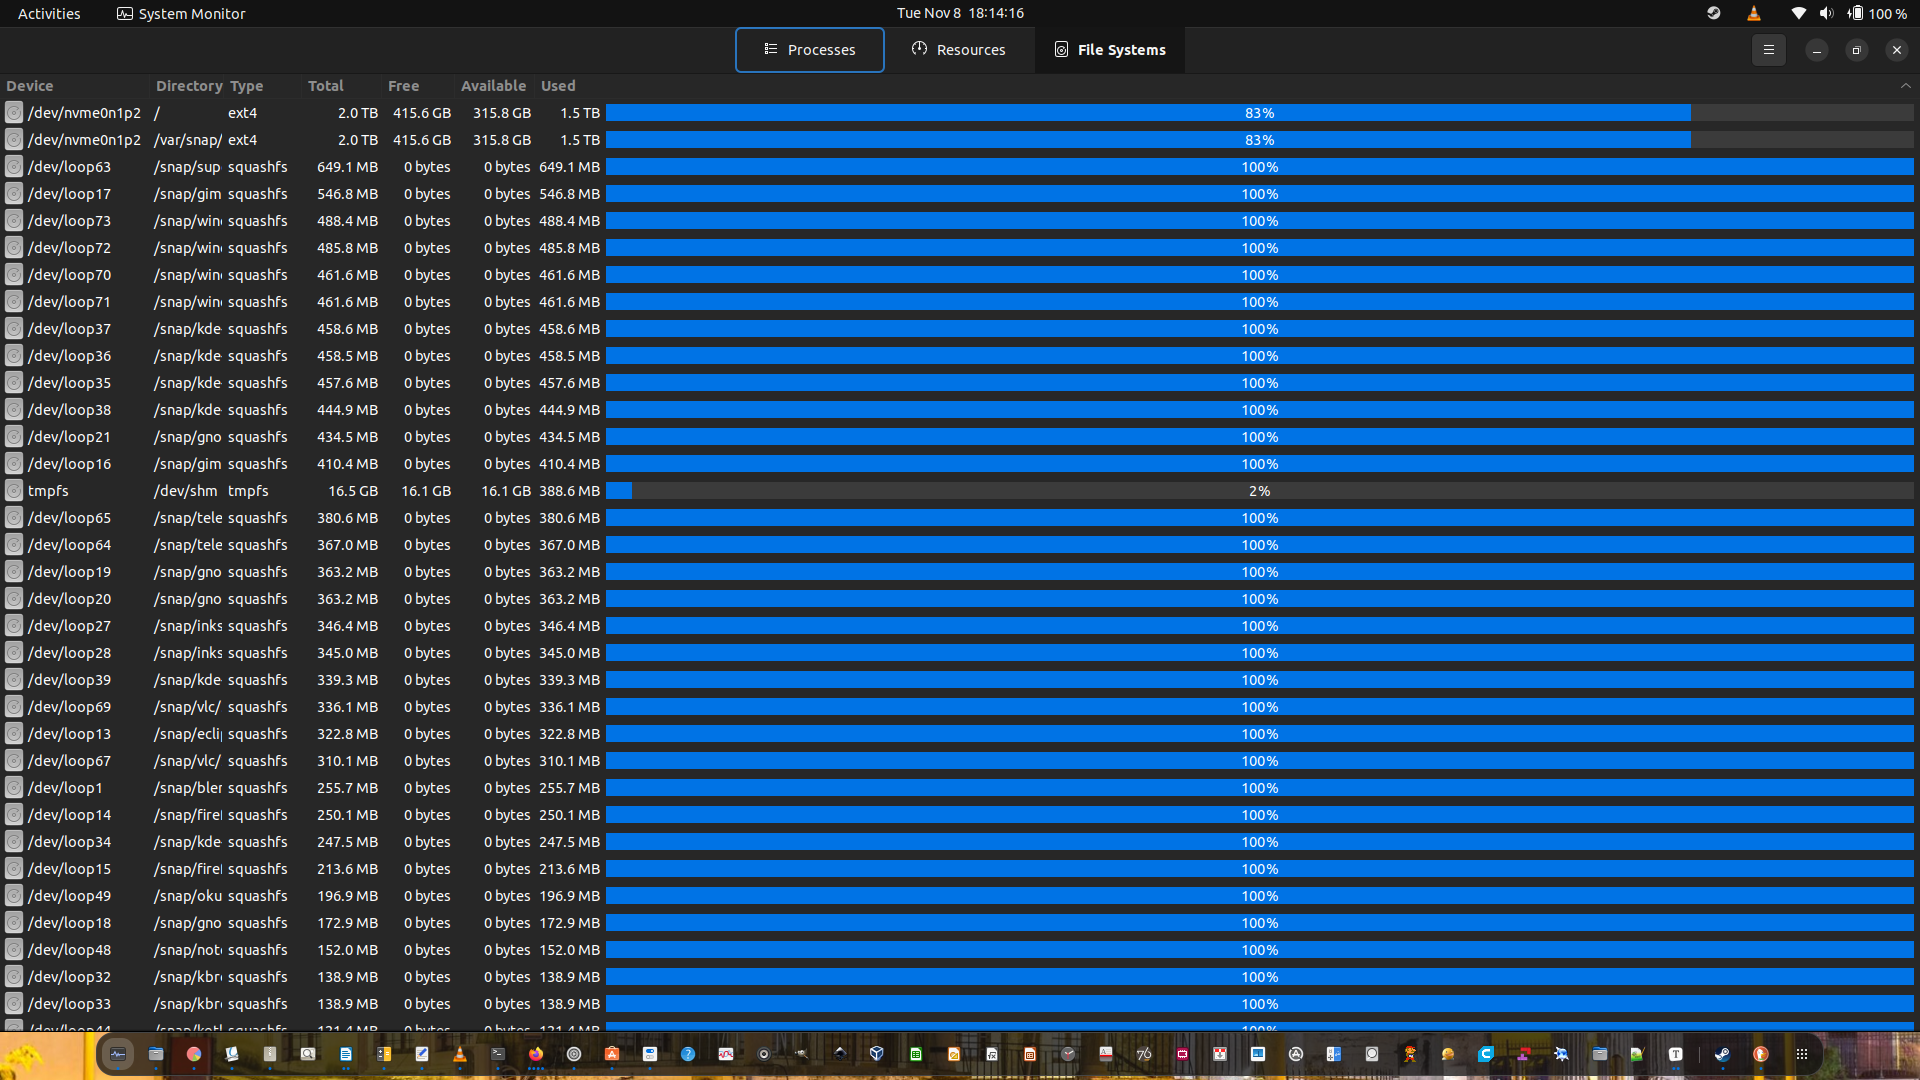 Activities System Monitor Tue Nov 8 18:14:16 100 %
Processes Resources File Systems
Device Directory Type Total Free Available Used
/dev/nvme0n1p2 / ext4 2.0 TB 415.6 GB 315.8 GB 1.5 TB 83%
/dev/nvme0n1p2 /var/snap/ ext4 2.0 TB 415.6 GB 315.8 GB 1.5 TB 83%
/dev/loop63 /snap/sup squashfs 649.1 MB 0 bytes 0 bytes 649.1 MB 100%
/dev/loop17 /snap/gim squashfs 546.8 MB 0 bytes 0 bytes 546.8 MB 100%
/dev/loop73 /snap/win squashfs 488.4 MB 0 bytes 0 bytes 488.4 MB 100%
/dev/loop72 /snap/win squashfs 485.8 MB 0 bytes 0 bytes 485.8 MB 100%
/dev/loop70 /snap/win squashfs 461.6 MB 0 bytes 0 bytes 461.6 MB 100%
/dev/loop71 /snap/win squashfs 461.6 MB 0 bytes 0 bytes 461.6 MB 100%
/dev/loop37 /snap/kde squashfs 458.6 MB 0 bytes 0 bytes 458.6 MB 100%
/dev/loop36 /snap/kde squashfs 458.5 MB 0 bytes 0 bytes 458.5 MB 100%
/dev/loop35 /snap/kde squashfs 457.6 MB 0 bytes 0 bytes 457.6 MB 100%
/dev/loop38 /snap/kde squashfs 444.9 MB 0 bytes 0 bytes 444.9 MB 100%
/dev/loop21 /snap/gno squashfs 434.5 MB 0 bytes 0 bytes 434.5 MB 100%
/dev/loop16 /snap/gim squashfs 410.4 MB 0 bytes 0 bytes 410.4 MB 100%
tmpfs /dev/shm tmpfs 16.5 GB 16.1 GB 16.1 GB 388.6 MB 2%
/dev/loop65 /snap/tele squashfs 380.6 MB 0 bytes 0 bytes 380.6 MB 100%
/dev/loop64 /snap/tele squashfs 367.0 MB 0 bytes 0 bytes 367.0 MB 100%
/dev/loop19 /snap/gno squashfs 363.2 MB 0 bytes 0 bytes 363.2 MB 100%
/dev/loop20 /snap/gno squashfs 363.2 MB 0 bytes 0 bytes 363.2 MB 100%
/dev/loop27 /snap/inks squashfs 346.4 MB 0 bytes 0 bytes 346.4 MB 100%
/dev/loop28 /snap/inks squashfs 345.0 MB 0 bytes 0 bytes 345.0 MB 100%
/dev/loop39 /snap/kde squashfs 339.3 MB 0 bytes 0 bytes 339.3 MB 100%
/dev/loop69 /snap/vlc/ squashfs 336.1 MB 0 bytes 0 bytes 336.1 MB 100%
/dev/loop13 /snap/ecli squashfs 322.8 MB 0 bytes 0 bytes 322.8 MB 100%
/dev/loop67 /snap/vlc/ squashfs 310.1 MB 0 bytes 0 bytes 310.1 MB 100%
/dev/loop1 /snap/bler squashfs 255.7 MB 0 bytes 0 bytes 255.7 MB 100%
/dev/loop14 /snap/firef squashfs 250.1 MB 0 bytes 0 bytes 250.1 MB 100%
/dev/loop34 /snap/kde squashfs 247.5 MB 0 bytes 0 bytes 247.5 MB 100%
/dev/loop15 /snap/firef squashfs 213.6 MB 0 bytes 0 bytes 213.6 MB 100%
/dev/loop49 /snap/oku squashfs 196.9 MB 0 bytes 0 bytes 196.9 MB 100%
/dev/loop18 /snap/gno squashfs 172.9 MB 0 bytes 0 bytes 172.9 MB 100%
/dev/loop48 /snap/not squashfs 152.0 MB 0 bytes 0 bytes 152.0 MB 100%
/dev/loop32 /snap/kbr squashfs 138.9 MB 0 bytes 0 bytes 138.9 MB 100%
/dev/loop33 /snap/kbr squashfs 138.9 MB 0 bytes 0 bytes 138.9 MB 100%